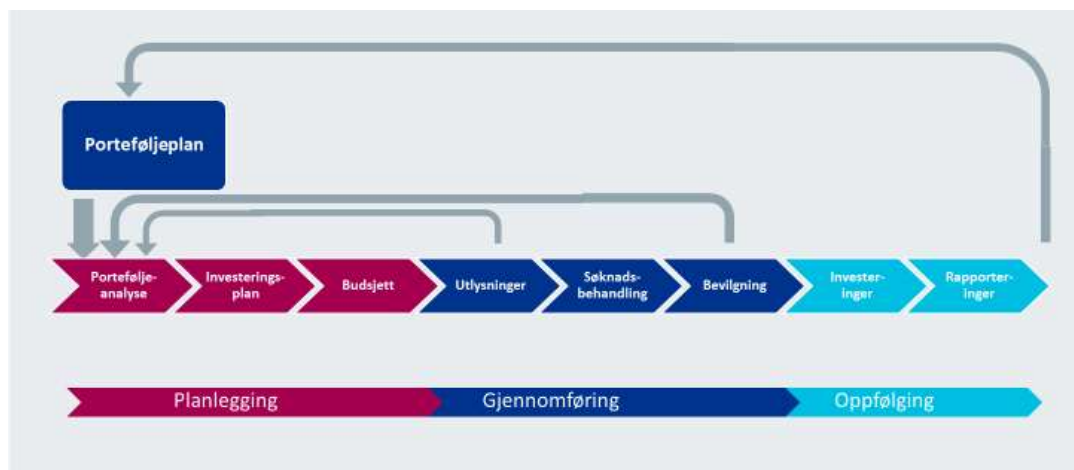 Porteføljeplan
Portefølje-
analyse
Investerings-
plan
Budsjett
Utlysninger
Søknads-
behandling
Bevilgning
Invester-
inger
Rapporter-
inger
Planlegging
Gjennomføring
Oppfølging